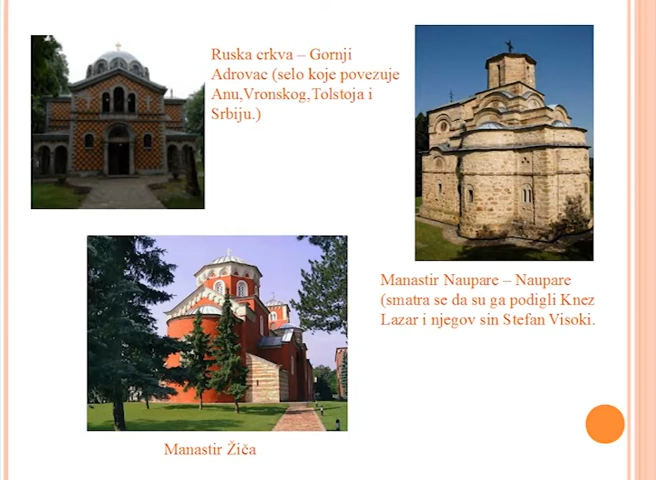 Ruska crkva – Gornji
Adrovac (selo koje povezuje
Anu,Vronskog,Tolstoja i
Srbiju.)
Manastir Naupare – Naupare
(smatra se da su ga podigli Knez
Lazar i njegov sin Stefan Visoki.
Manastir Žiča